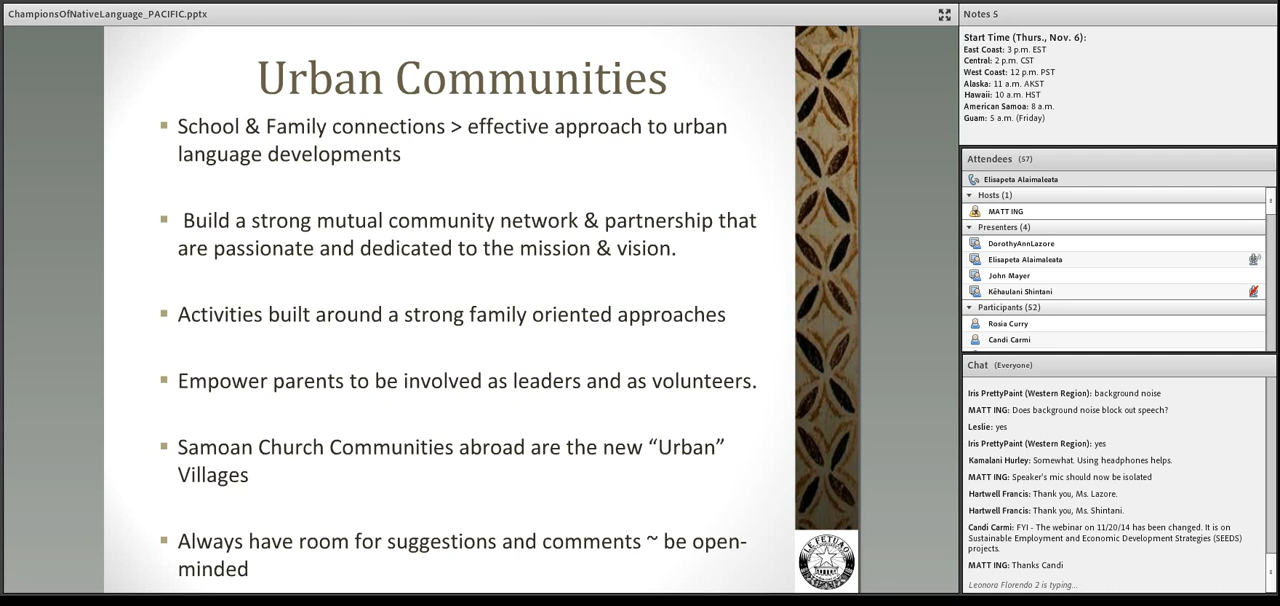 ChampionsOfNativeLanguage_PACIFIC.pptx
Urban Communities
School & Family connections > effective approach to urban
language developments
Build a strong mutual community network & partnership that
are passionate and dedicated to the mission & vision.
Activities built around a strong family oriented approaches
Empower parents to be involved as leaders and as volunteers.
Samoan Church Communities abroad are the new “Urban”
Villages
Always have room for suggestions and comments ~ be open-
minded
LE FETUAO
Notes 5
Start Time (Thurs., Nov. 6):
East Coast: 3 p.m. EST
Central: 2 p.m. CST
West Coast: 12 p.m. PST
Alaska: 11 a.m. AKST
Hawaii: 10 a.m. HST
American Samoa: 8 a.m.
Guam: 5 a.m. (Friday)
Attendees (57)
Elisapeta Alaimaleata
Hosts (1)
MATT ING
Presenters (4)
DorothyAnnLazore
Elisapeta Alaimaleata
John Mayer
Kēhaulani Shintani
Participants (52)
Rosia Curry
Candi Carmi
Chat (Everyone)
Iris PrettyPaint (Western Region): background noise
MATT ING: Does background noise block out speech?
Leslie: yes
Iris PrettyPaint (Western Region): yes
Kamalani Hurley: Somewhat. Using headphones helps.
MATT ING: Speaker's mic should now be isolated
Hartwell Francis: Thank you, Ms. Lazore.
Hartwell Francis: Thank you, Ms. Shintani.
Candi Carmi: FYI - The webinar on 11/20/14 has been changed. It is on
Sustainable Employment and Economic Development Strategies (SEEDS)
projects.
MATT ING: Thanks Candi
Leonora Florendo 2 is typing...